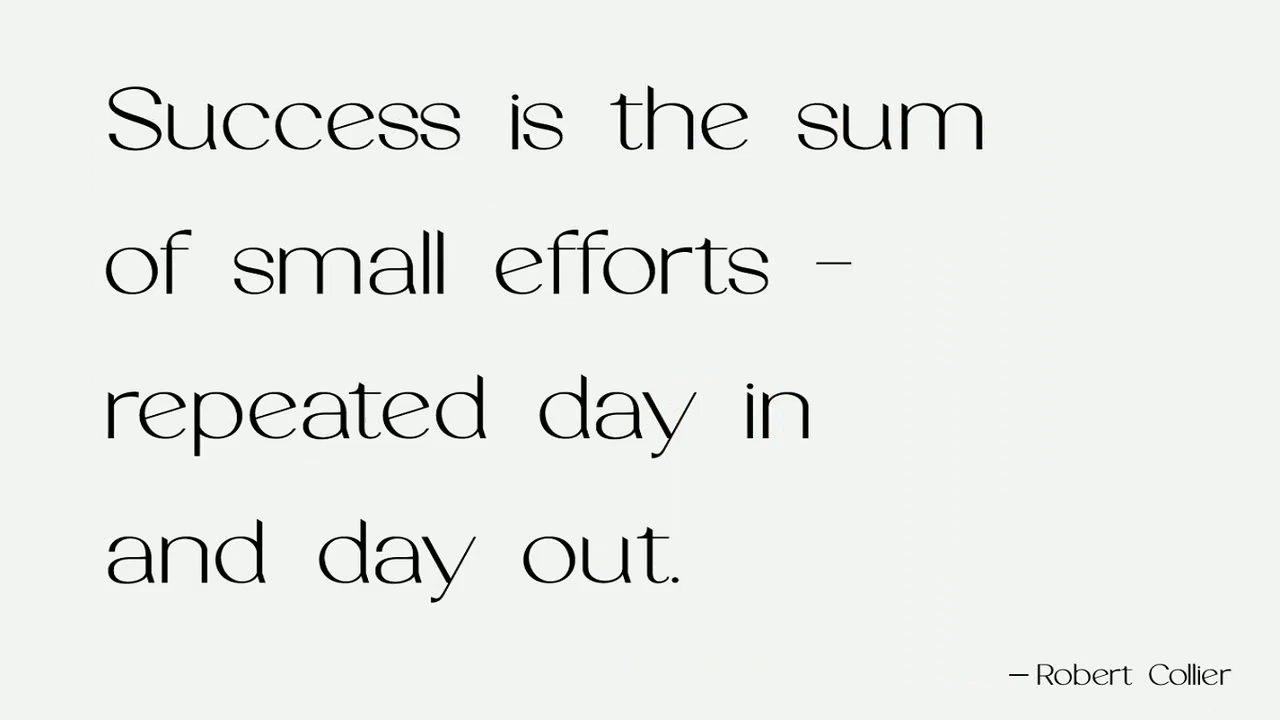 Success is the sum
of small efforts –
repeated day in
and day out.
– Robert Collier